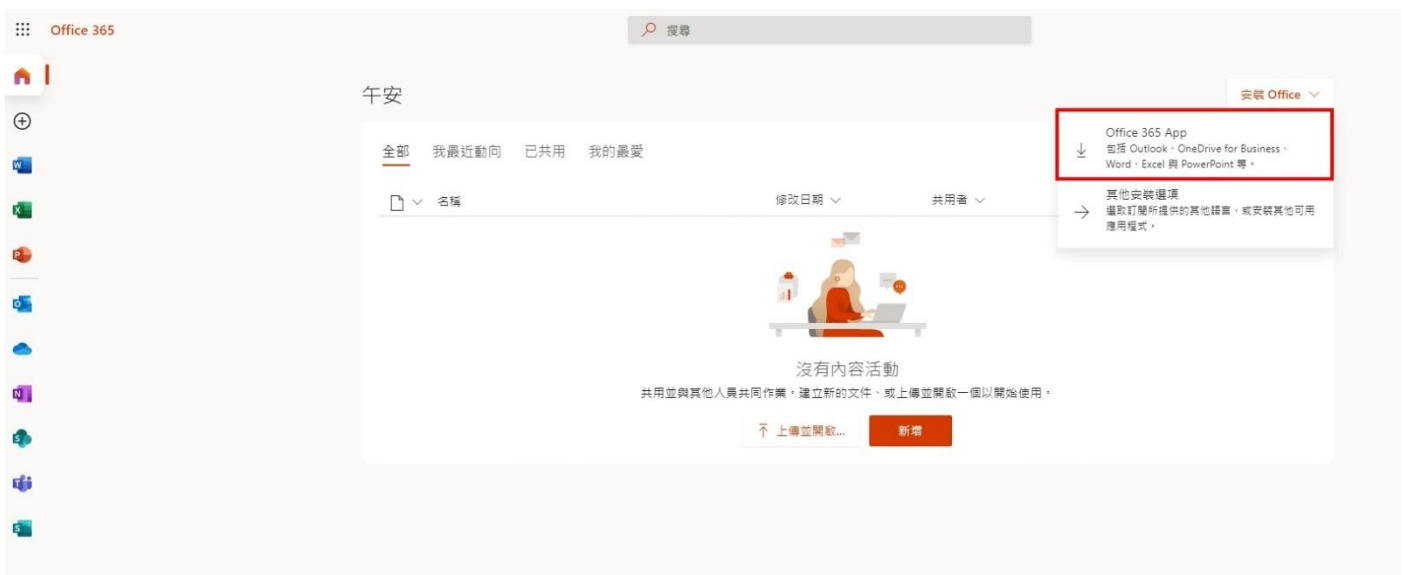 Office 365
搜尋
午安
安裝 Office
全部 我最近動向 已共用 我的最愛
Office 365 App
包括 Outlook、OneDrive for Business、
Word、Excel 與 PowerPoint 等。
名稱 修改日期 共用者
其他安裝選項
選取訂閱所提供的其他語言，或安裝其他可用
應用程式。
沒有內容活動
共用並與其他人員共同作業。建立新的文件、或上傳並開啟一個以開始使用。
上傳並開啟...
新增